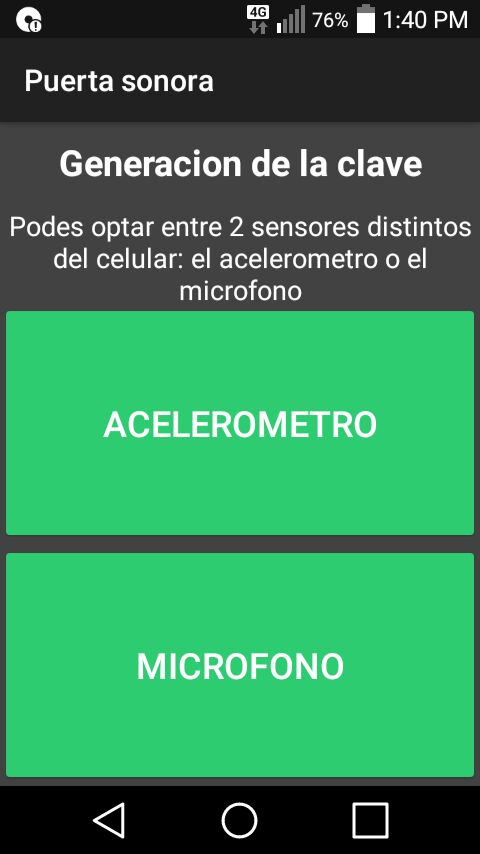 4G 76% 1:40 PM
Puerta sonora
Generacion de la clave
Podes optar entre 2 sensores distintos
del celular: el acelerometro o el
microfono
ACELEROMETRO
MICROFONO